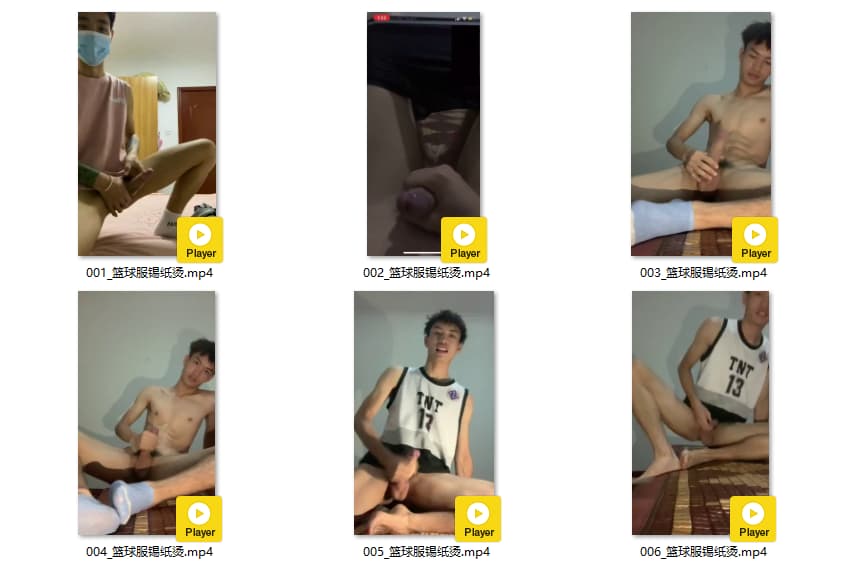 Player
001_篮球服锡纸烫.mp4
Player
002_篮球服锡纸烫.mp4
Player
003_篮球服锡纸烫.mp4
Player
004_篮球服锡纸烫.mp4
TNT
Player
005_篮球服锡纸烫.mp4
TNT
13
Player
006_篮球服锡纸烫.mp4